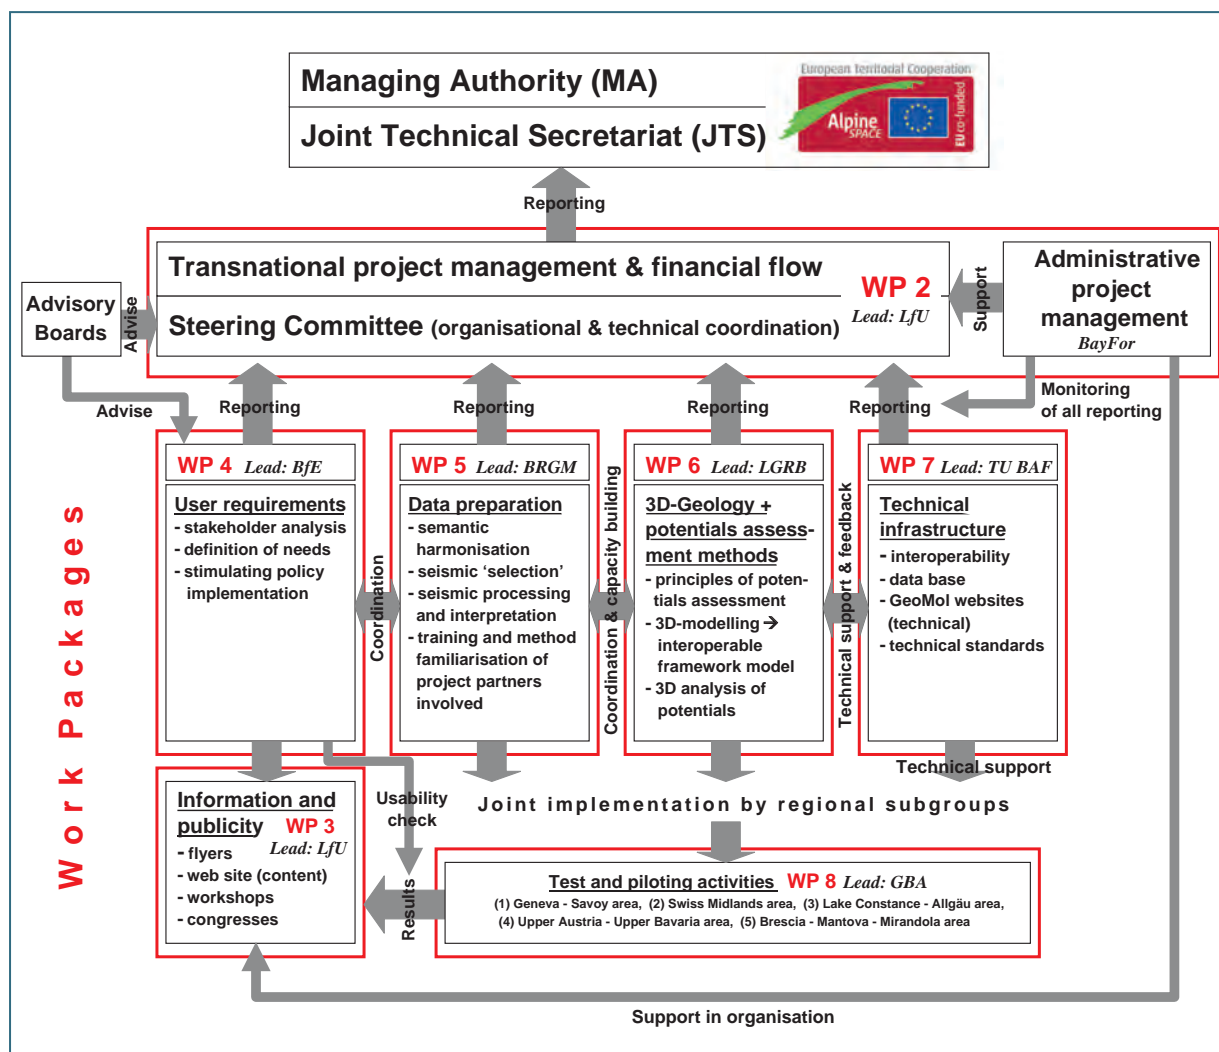 Managing Authority (MA)
Joint Technical Secretariat (JTS)
European Territorial Cooperation
Alpine
SPACE
EU co-funded
Reporting
Transnational project management & financial flow
Steering Committee (organisational & technical coordination)
WP 2
Lead: LfU
Advisory
Boards
Advise
Support
Administrative
project
management
BayFor
Advise
Reporting
Reporting
Reporting
Reporting
Monitoring
of all reporting
Work Packages
WP 4 Lead: BfE
User requirements
- stakeholder analysis
- definition of needs
- stimulating policy
implementation
Coordination
WP 5 Lead: BRGM
Data preparation
- semantic
harmonisation
- seismic ‘selection’
- seismic processing
and interpretation
- training and method
familiarisation of
project partners
involved
Coordination & capacity building
WP 6 Lead: LGRB
3D-Geology +
potentials assess-
ment methods
- principles of poten-
tials assessment
- 3D-modelling →
interoperable
framework model
- 3D analysis of
potentials
Technical support & feedback
WP 7 Lead: TU BAF
Technical
infrastructure
- interoperability
- data base
- GeoMol websites
(technical)
- technical standards
Technical support
Usability
check
Joint implementation by regional subgroups
Information and
publicity
WP 3
Lead: LfU
- flyers
- web site (content)
- workshops
- congresses
Results
Test and piloting activities WP 8 Lead: GBA
(1) Geneva - Savoy area, (2) Swiss Midlands area, (3) Lake Constance - Allgäu area,
(4) Upper Austria - Upper Bavaria area, (5) Brescia - Mantova - Mirandola area
Support in organisation